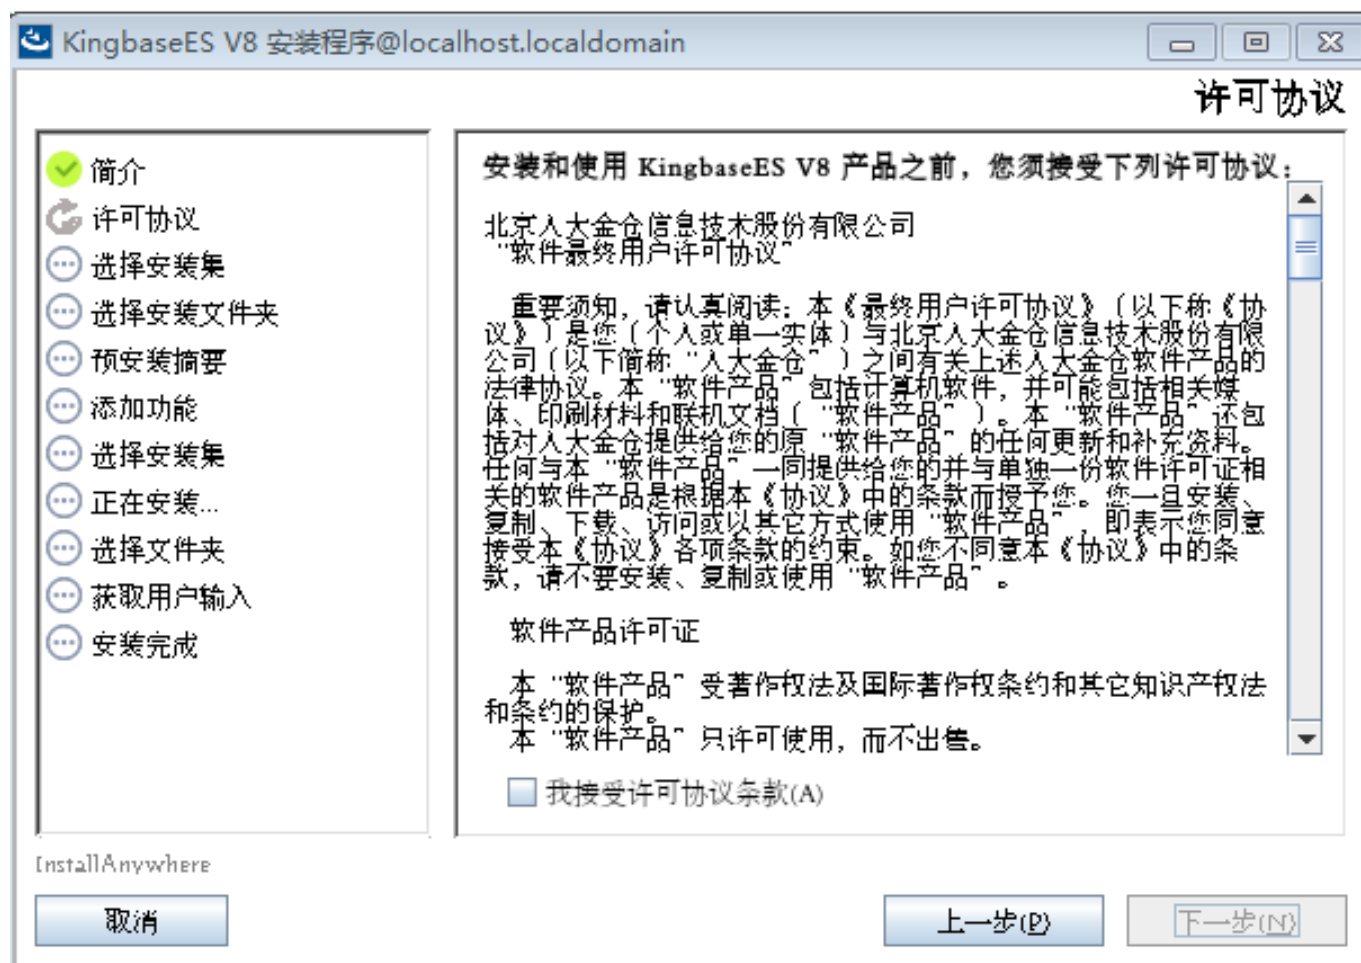 KingbaseES V8 安装程序@localhost.localdomain
许可协议
简介
许可协议
选择安装集
选择安装文件夹
预安装摘要
添加功能
选择安装集
正在安装...
选择文件夹
获取用户输入
安装完成
安装和使用 KingbaseES V8 产品之前，您须接受下列许可协议：
北京人大金仓信息技术股份有限公司
“软件最终用户许可协议”
重要须知，请认真阅读：本《最终用户许可协议》（以下称《协
议》）是您（个人或单一实体）与北京人大金仓信息技术股份有限
公司（以下简称“人大金仓”）之间有关上述人大金仓软件产品的
法律协议。本“软件产品”包括计算机软件，并可能包括相关媒
体、印刷材料和联机文档（“软件产品”）。本“软件产品”还包
括对人大金仓提供给您的原“软件产品”的任何更新和补充资料。
任何与本“软件产品”一同提供给您的并与单独一份软件许可证相
关的软件产品是根据本《协议》中的条款而授予您。您一旦安装、
复制、下载、访问或以其它方式使用“软件产品”，即表示您同意
接受本《协议》各项条款的约束。如您不同意本《协议》中的条
款，请不要安装、复制或使用“软件产品”。
软件产品许可证
本“软件产品”受著作权法及国际著作权条约和其它知识产权法
和条约的保护。
本“软件产品”只许可使用，而不出售。
我接受许可协议条款(A)
InstallAnywhere
取消
上一步(P)
下一步(N)